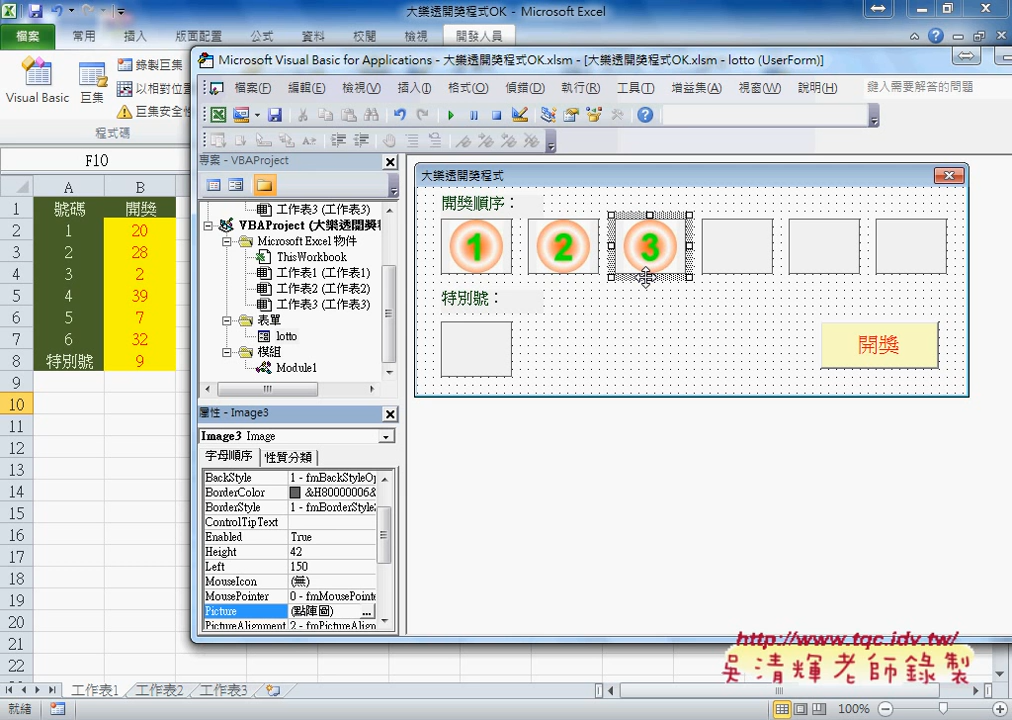 大樂透開獎程式OK - Microsoft Excel
檔案 常用 插入 版面配置 公式 資料 校閱 檢視 開發人員
Visual Basic 巨集 錄製巨集
以相對位
巨集安全性
程式碼
Microsoft Visual Basic for Applications - 大樂透開獎程式OK.xlsm - [大樂透開獎程式OK.xlsm - lotto (UserForm)]
檔案(F) 編輯(E) 檢視(V) 插入(I) 格式(O) 偵錯(D) 執行(R) 工具(T) 增益集(A) 視窗(W) 說明(H) 鍵入需要解答的問題
F10
A B
1 號碼 開獎
2 1 20
3 2 28
4 3 2
5 4 39
6 5 7
7 6 32
8 特別號 9
9
10
11
12
13
14
15
16
17
18
19
20
21
22
專案 - VBAProject
工作表3 (工作表3)
VBAProject (大樂透開獎
Microsoft Excel 物件
ThisWorkbook
工作表1 (工作表1)
工作表2 (工作表2)
工作表3 (工作表3)
表單
lotto
模組
Module1
屬性 - Image3
Image3 Image
字母順序 性質分類
BackStyle 1 - fmBackStyleOp
BorderColor &H80000006&
BorderStyle 1 - fmBorderStyle
ControlTipText
Enabled True
Height 42
Left 150
MouseIcon (無)
MousePointer 0 - fmMousePointe
Picture (點陣圖) ...
PictureAlignment 2 - fmPictureAlign
大樂透開獎程式
開獎順序：
1 2 3
特別號：
開獎
http://www.tqc.idv.tw/
吳清輝老師錄製
工作表1 工作表2 工作表3
就緒 100%